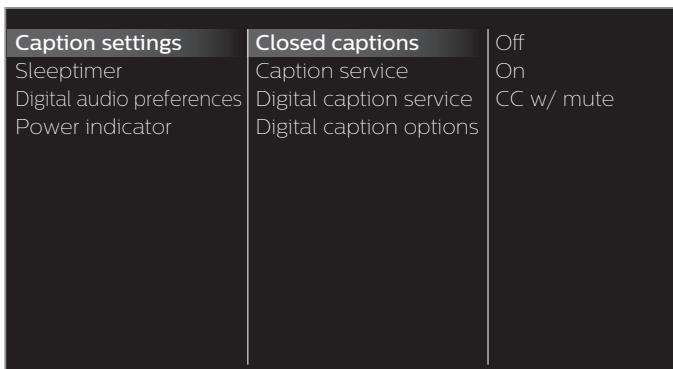 Caption settings
Sleeptimer
Digital audio preferences
Power indicator
Closed captions
Caption service
Digital caption service
Digital caption options
Off
On
CC w/ mute